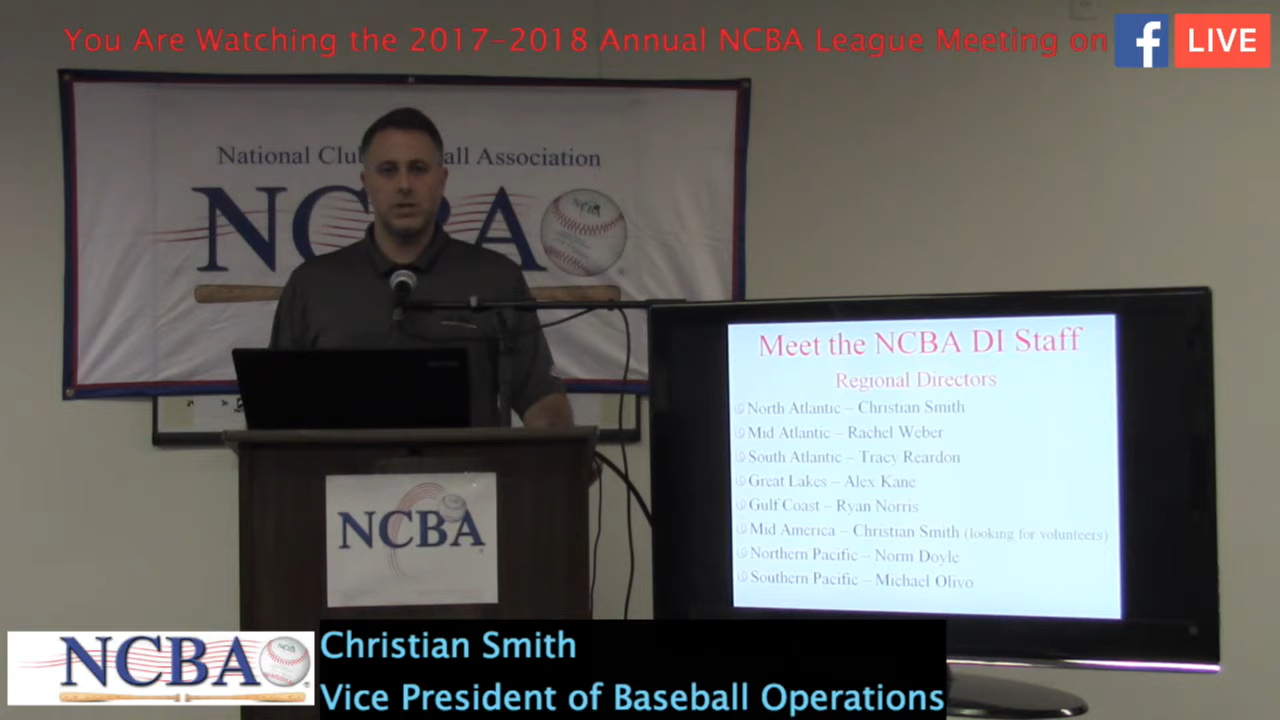 You Are Watching the 2017-2018 Annual NCBA League Meeting on
f LIVE
National Clu all Association
NCBA
NCBA
Meet the NCBA DI Staff
Regional Directors
North Atlantic – Christian Smith
Mid Atlantic – Rachel Weber
South Atlantic – Tracy Reardon
Great Lakes – Alex Kane
Gulf Coast – Ryan Norris
Mid America – Christian Smith (looking for volunteers)
Northern Pacific – Norm Doyle
Southern Pacific – Michael Olivo
NCBA
NCBA
Christian Smith
Vice President of Baseball Operations